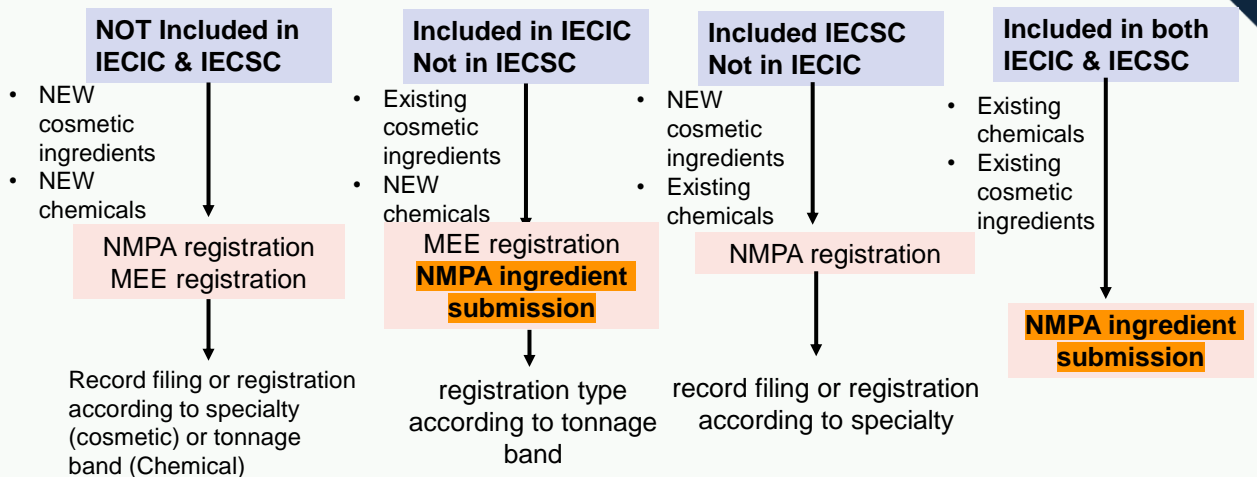 NOT Included in
IECIC & IECSC
• NEW
cosmetic
ingredients
• NEW
chemicals
NMPA registration
MEE registration
Record filing or registration
according to specialty
(cosmetic) or tonnage
band (Chemical)
Included in IECIC
Not in IECSC
• Existing
cosmetic
ingredients
• NEW
chemicals
MEE registration
NMPA ingredient
submission
registration type
according to tonnage
band
Included IECSC
Not in IECIC
• NEW
cosmetic
ingredients
• Existing
chemicals
NMPA registration
record filing or registration
according to specialty
Included in both
IECIC & IECSC
• Existing
chemicals
• Existing
cosmetic
ingredients
NMPA ingredient
submission